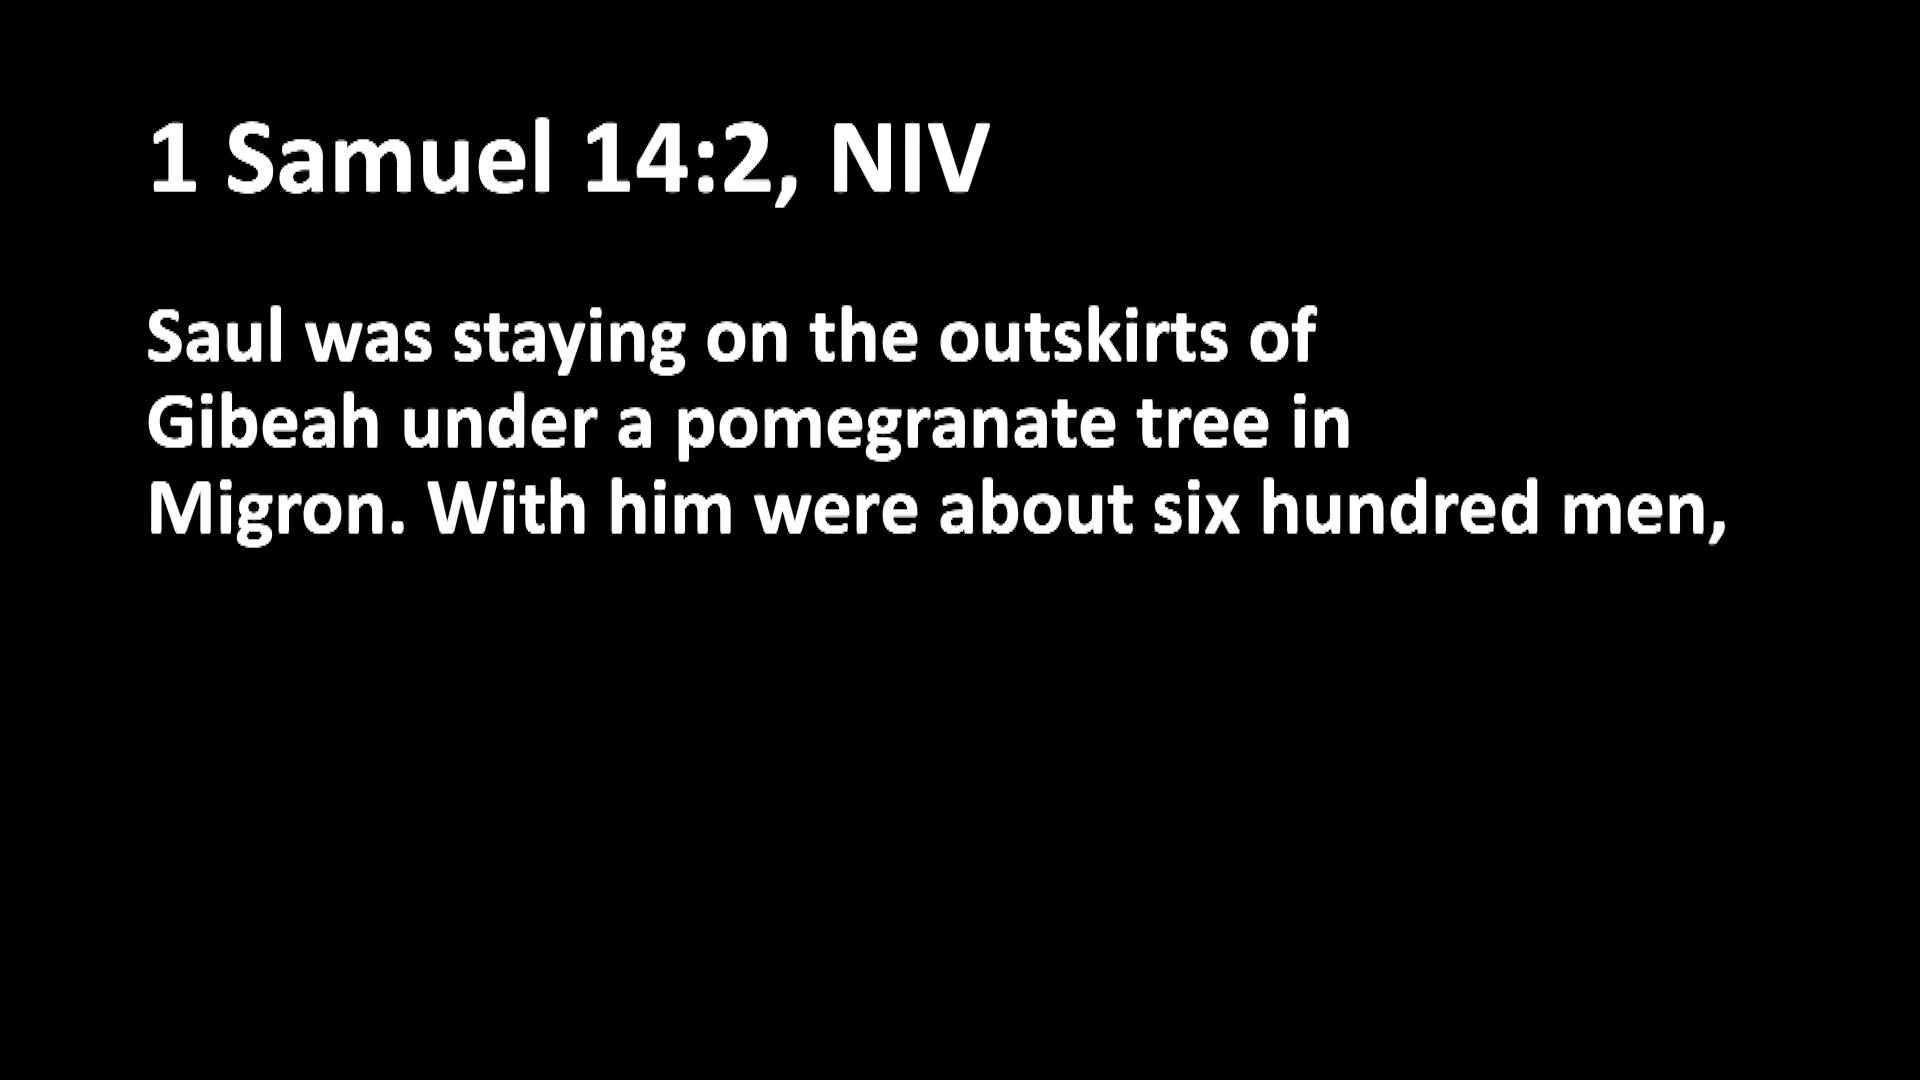 1 Samuel 14:2, NIV
Saul was staying on the outskirts of
Gibeah under a pomegranate tree in
Migron. With him were about six hundred men,